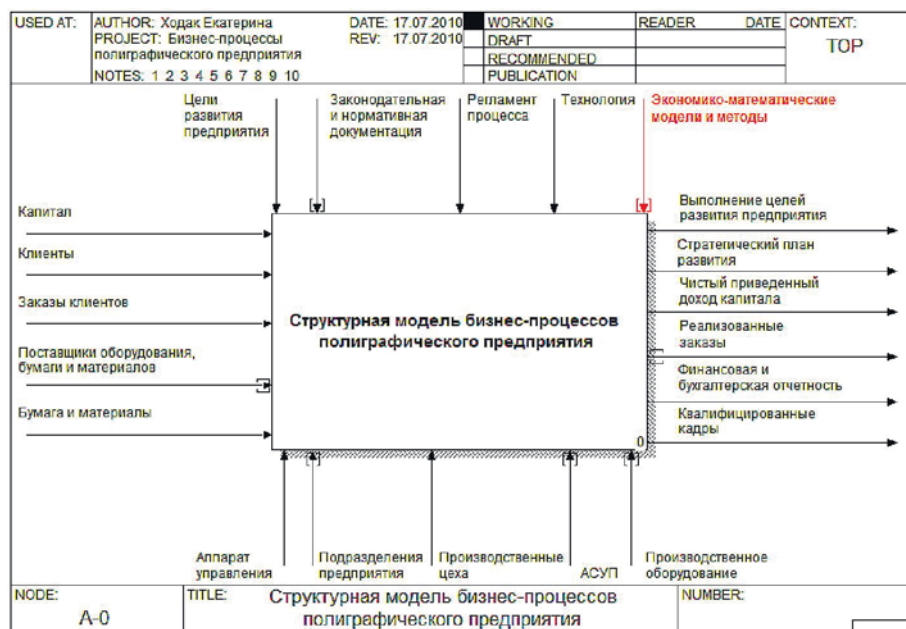 USED AT:
AUTHOR: Ходак Екатерина
DATE: 17.07.2010
PROJECT: Бизнес-процессы
полиграфического предприятия
REV: 17.07.2010
NOTES: 1 2 3 4 5 6 7 8 9 10
WORKING
DRAFT
RECOMMENDED
PUBLICATION
READER
DATE
CONTEXT:
TOP
Цели
развития
предприятия
Законодательная
и нормативная
документация
Регламент
процесса
Технология
Экономико-математические
модели и методы
Капитал
Клиенты
Заказы клиентов
Поставщики оборудования,
бумаги и материалов
Бумага и материалы
Структурная модель бизнес-процессов
полиграфического предприятия
0
Выполнение целей
развития предприятия
Стратегический план
развития
Чистый приведенный
доход капитала
Реализованные
заказы
Финансовая и
бухгалтерская отчетность
Квалифицированные
кадры
Аппарат
управления
Подразделения
предприятия
Производственные
цеха
АСУП
Производственное
оборудование
NODE:
A-0
TITLE:
Структурная модель бизнес-процессов
полиграфического предприятия
NUMBER: